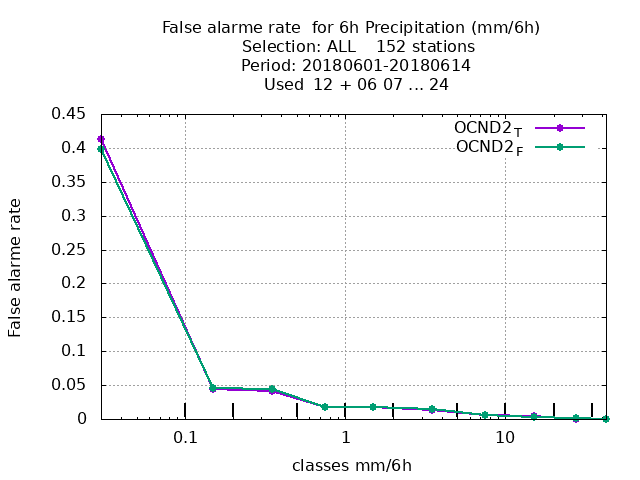 False alarme rate  for 6h Precipitation (mm/6h)
Selection: ALL    152 stations
Period: 20180601-20180614
Used  12 + 06 07 ... 24
0.45
0.4
0.35
0.3
0.25
0.2
0.15
0.1
0.05
0
False alarme rate
OCND2T
OCND2F
0.1
1
10
classes mm/6h